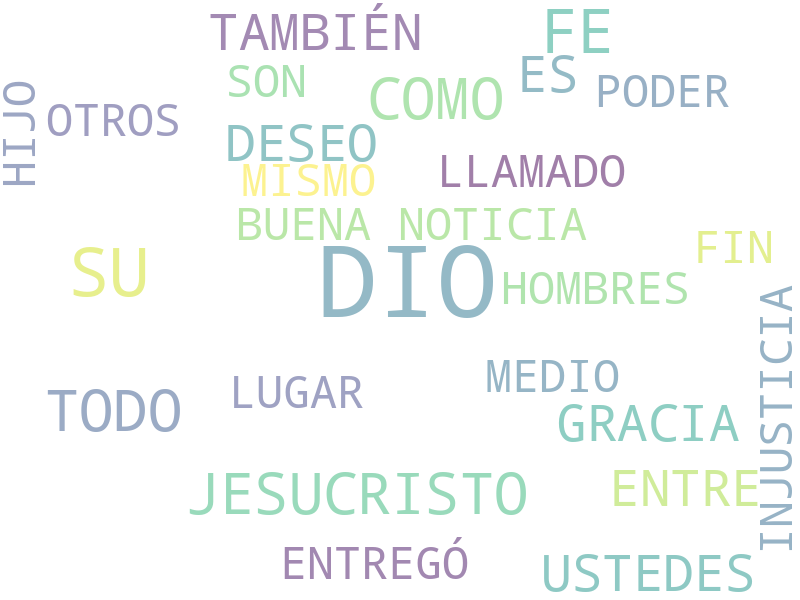 TAMBIÉN
FE
SON
COMO
ES
PODER
HIJO
OTROS
DESEO
MISMO
LLAMADO
BUENA NOTICIA
SU
DIO
HOMBRES
FIN
INJUSTICIA
TODO
LUGAR
MEDIO
GRACIA
JESUCRISTO
ENTRE
ENTREGÓ
USTEDES